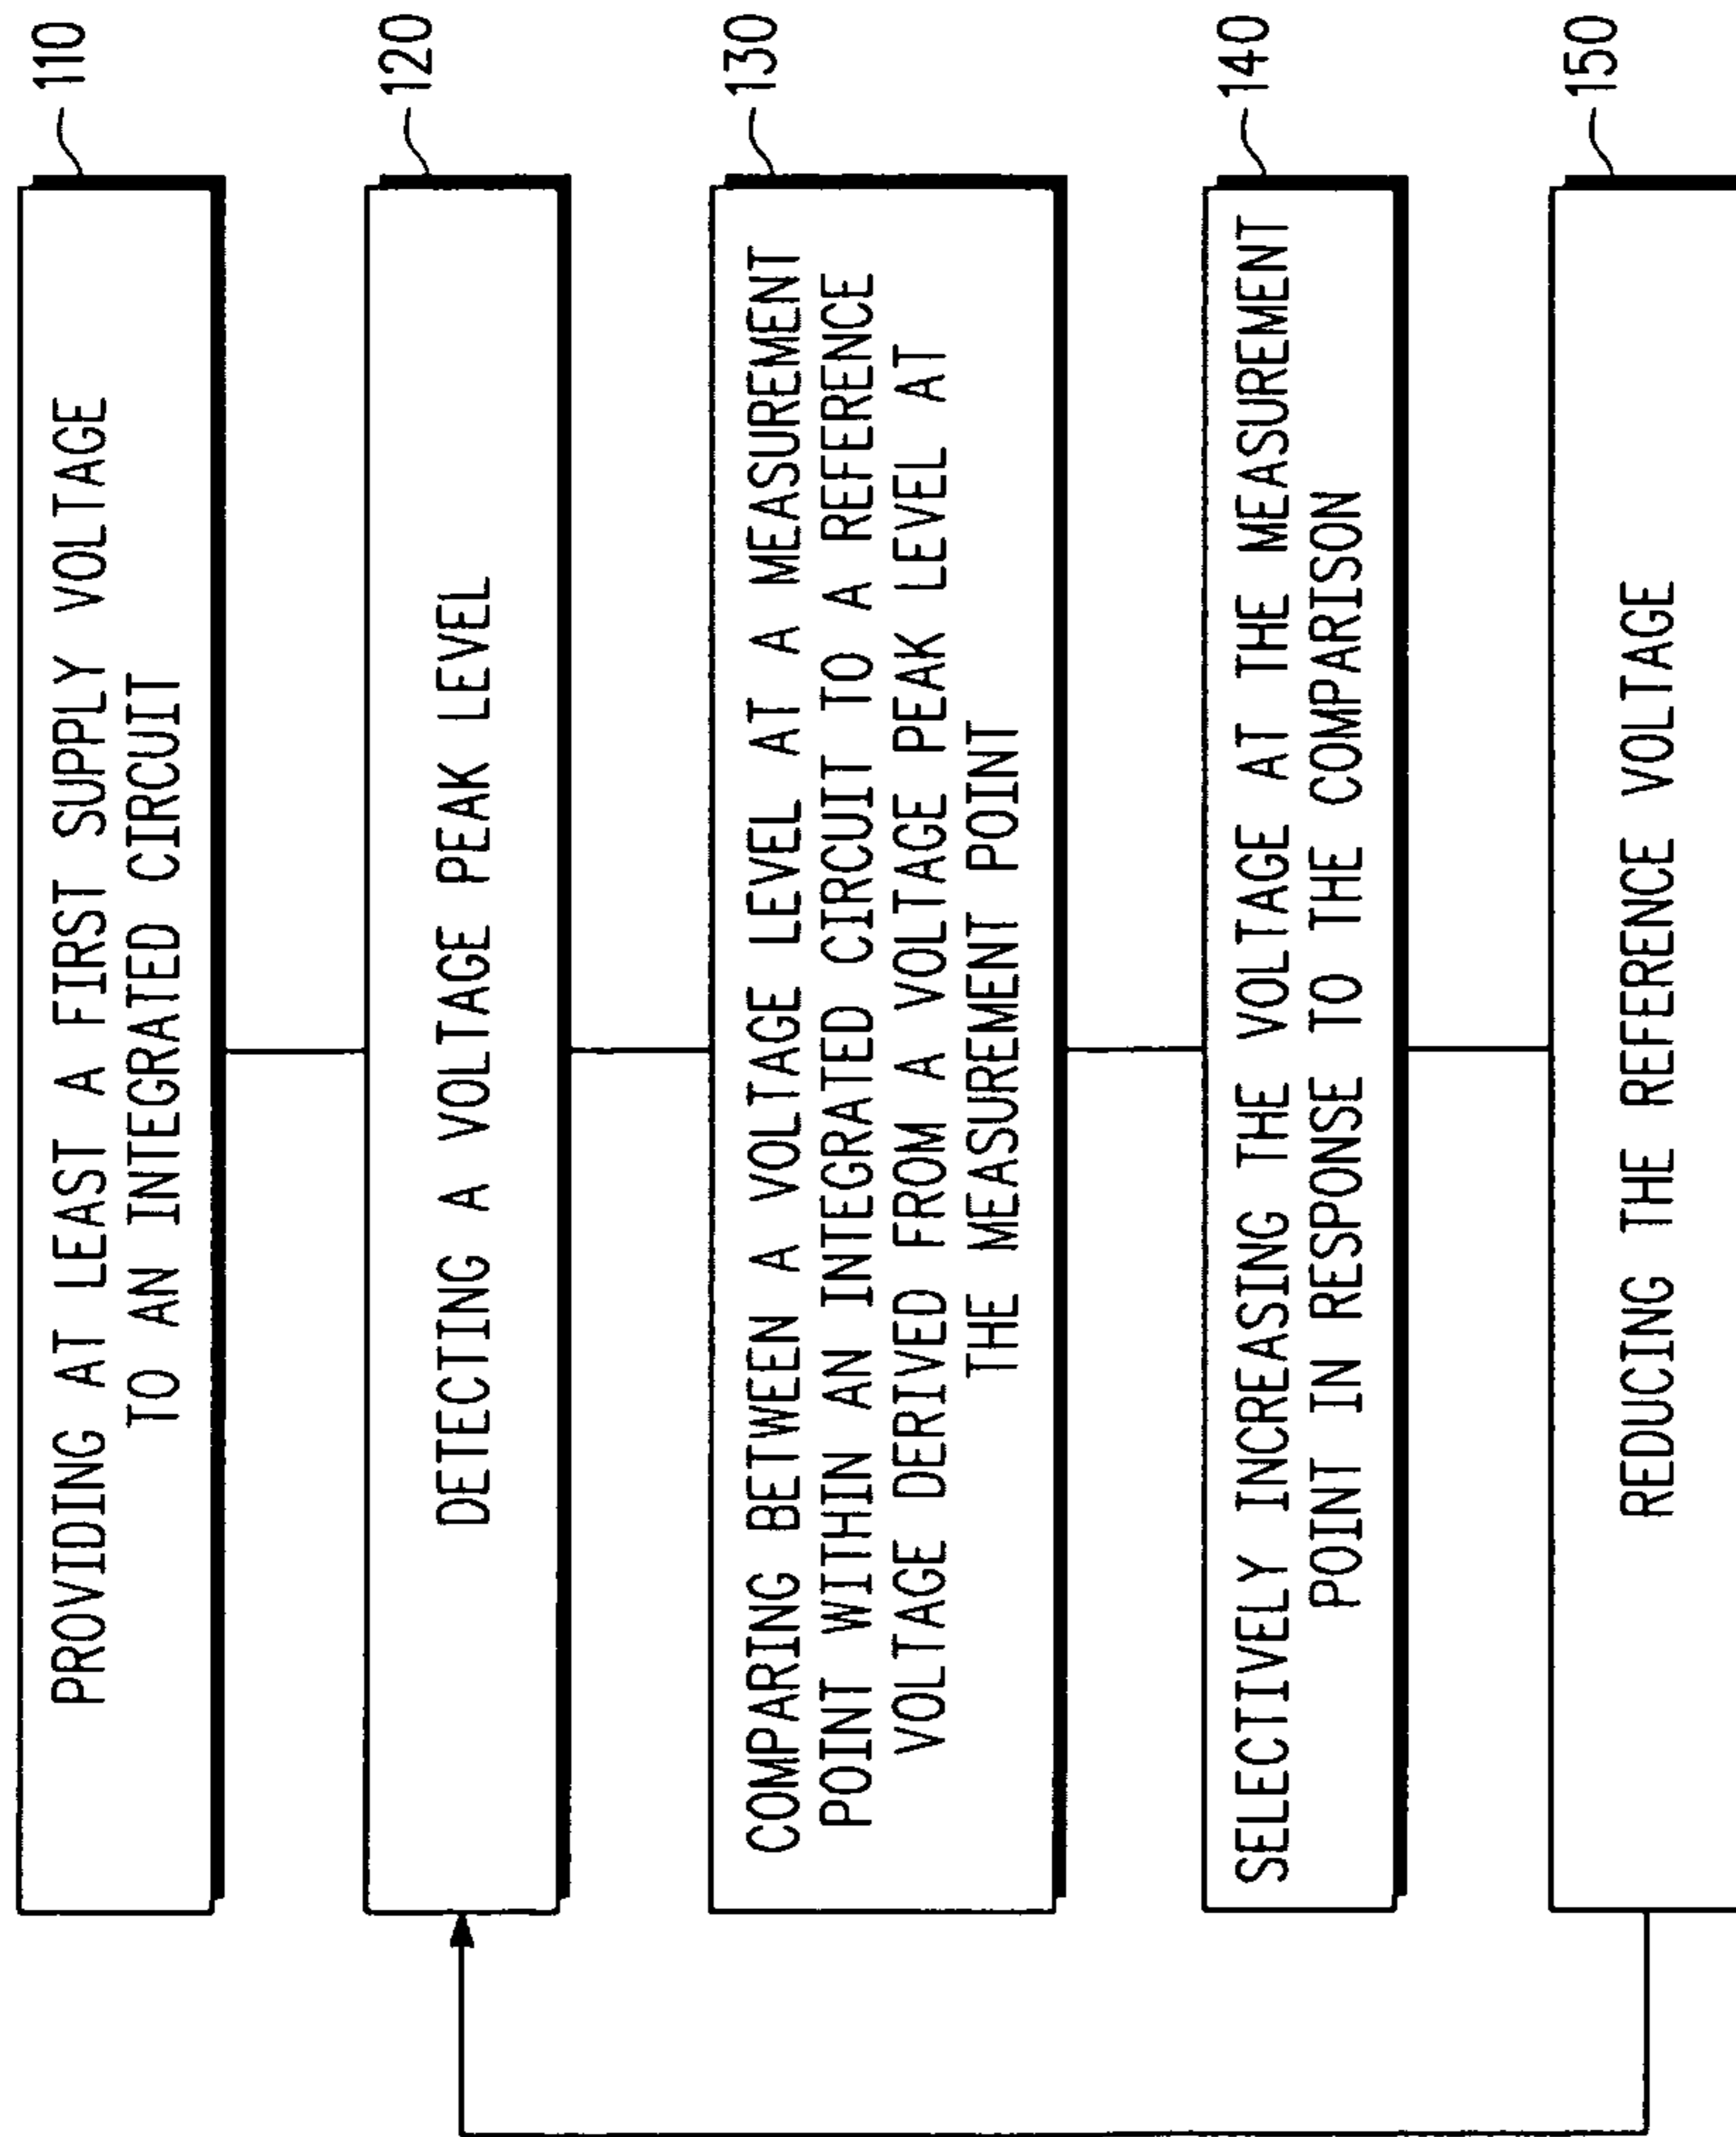 110
PROVIDING AT LEAST A FIRST SUPPLY VOLTAGE
TO AN INTEGRATED CIRCUIT
120
DETECTING A VOLTAGE PEAK LEVEL
130
COMPARING BETWEEN A VOLTAGE LEVEL AT A MEASUREMENT
POINT WITHIN AN INTEGRATED CIRCUIT TO A REFERENCE
VOLTAGE DERIVED FROM A VOLTAGE PEAK LEVEL AT
THE MEASUREMENT POINT
140
SELECTIVELY INCREASING THE VOLTAGE AT THE MEASUREMENT
POINT IN RESPONSE TO THE COMPARISON
150
REDUCING THE REFERENCE VOLTAGE